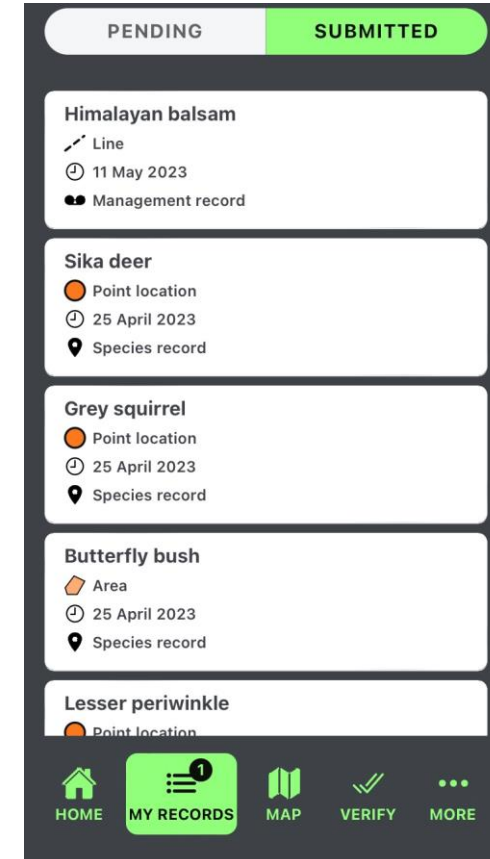 PENDING SUBMITTED
Himalayan balsam
Line
11 May 2023
Management record
Sika deer
Point location
25 April 2023
Species record
Grey squirrel
Point location
25 April 2023
Species record
Butterfly bush
Area
25 April 2023
Species record
Lesser periwinkle
Point location
1
HOME MY RECORDS MAP VERIFY MORE